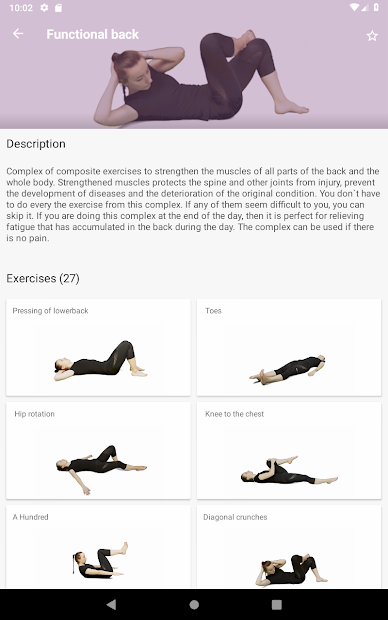 10:02
Functional back
Description
Complex of composite exercises to strengthen the muscles of all parts of the back and the
whole body. Strengthened muscles protects the spine and other joints from injury, prevent
the development of diseases and the deterioration of the original condition. You don`t have
to do every the exercise from this complex. If any of them seem difficult to you, you can
skip it. If you are doing this complex at the end of the day, then it is perfect for relieving
fatigue that has accumulated in the back during the day. The complex can be used if there
is no pain.
Exercises (27)
Pressing of lowerback
Toes
Hip rotation
Knee to the chest
A Hundred
Diagonal crunches